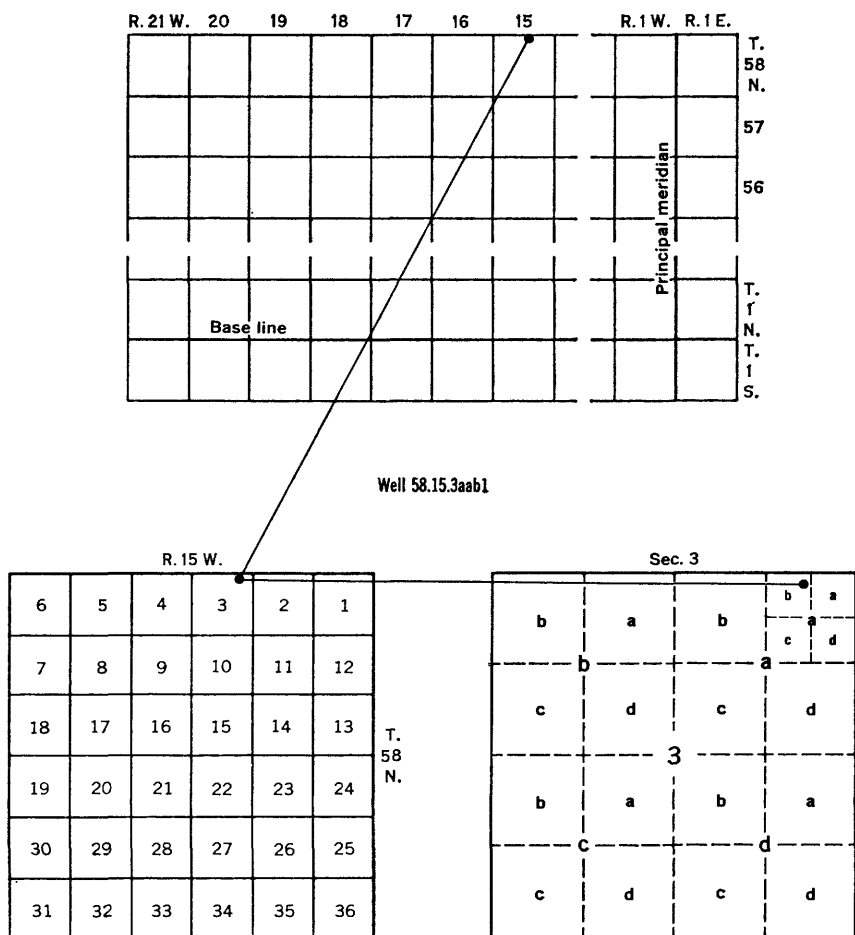 R. 21 W. 20 19 18 17 16 15 R. 1 W. R. 1 E.
T.
58
N.
57
56
Principal meridian
T.
1
N.
Base line
T.
1
S.
Well 58.15.3aab1
R. 15 W.
6 5 4 3 2 1
7 8 9 10 11 12
18 17 16 15 14 13
19 20 21 22 23 24
30 29 28 27 26 25
31 32 33 34 35 36
T.
58
N.
Sec. 3
b a b b a
a
c d
b a
c d c d
3
b a b a
c d
c d c d